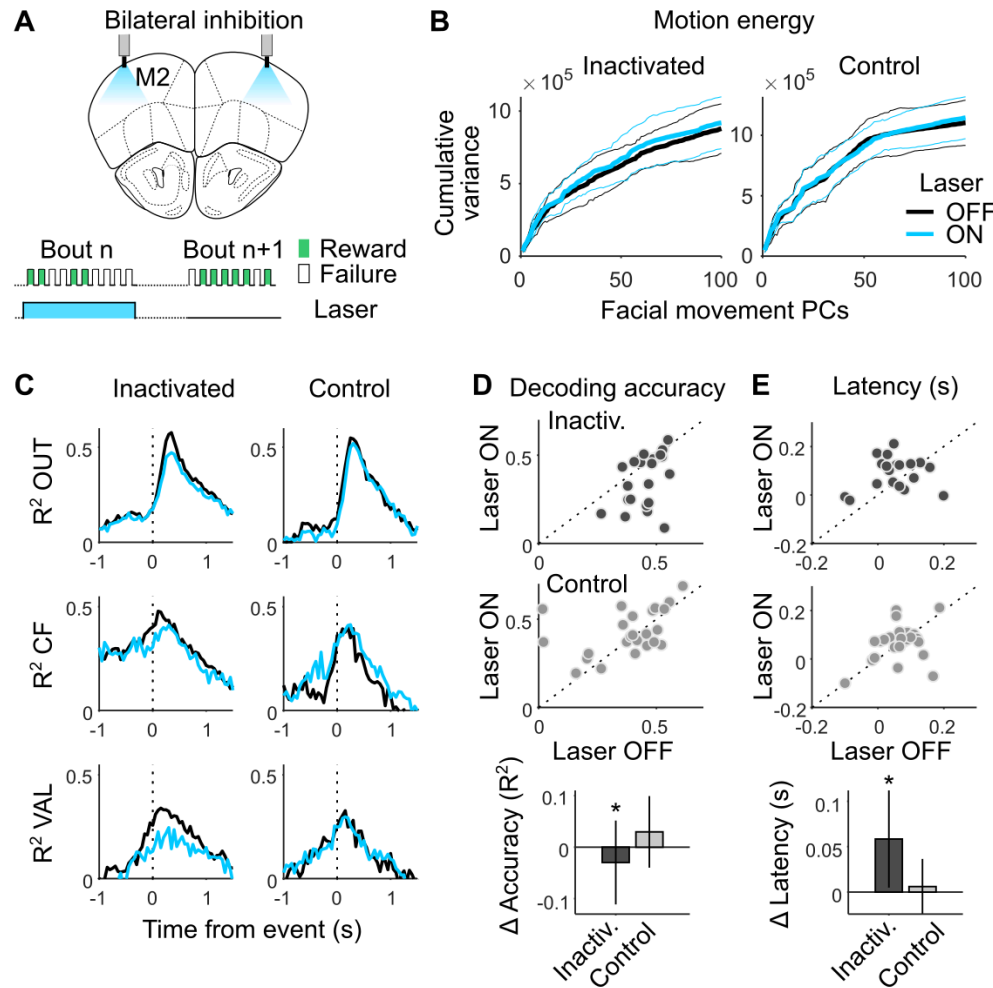 A
Bilateral inhibition
M2
Bout n
Bout n+1
Reward
Failure
Laser
B
Motion energy
Inactivated
Control
× 10⁵
× 10⁵
10
5
0
10
5
0
Cumulative
variance
0
50
100
0
50
100
Laser
OFF
ON
Facial movement PCs
C
Inactivated
Control
R² OUT
0.5
0
-1
0
1
0.5
0
-1
0
1
R² CF
0.5
0
-1
0
1
0.5
0
-1
0
1
R² VAL
0.5
0
-1
0
1
0.5
0
-1
0
1
Time from event (s)
D
Decoding accuracy
Inactiv.
Laser ON
0.5
0
0
0.5
Control
Laser ON
0.5
0
0
0.5
Laser OFF
Δ Accuracy (R²)
0.1
0
-0.1
*
Inactiv.
Control
E
Latency (s)
Laser ON
0.2
0
-0.2
-0.2
0
0.2
Laser ON
0.2
0
-0.2
-0.2
0
0.2
Laser OFF
Δ Latency (s)
0.1
0.05
0
*
Inactiv.
Control